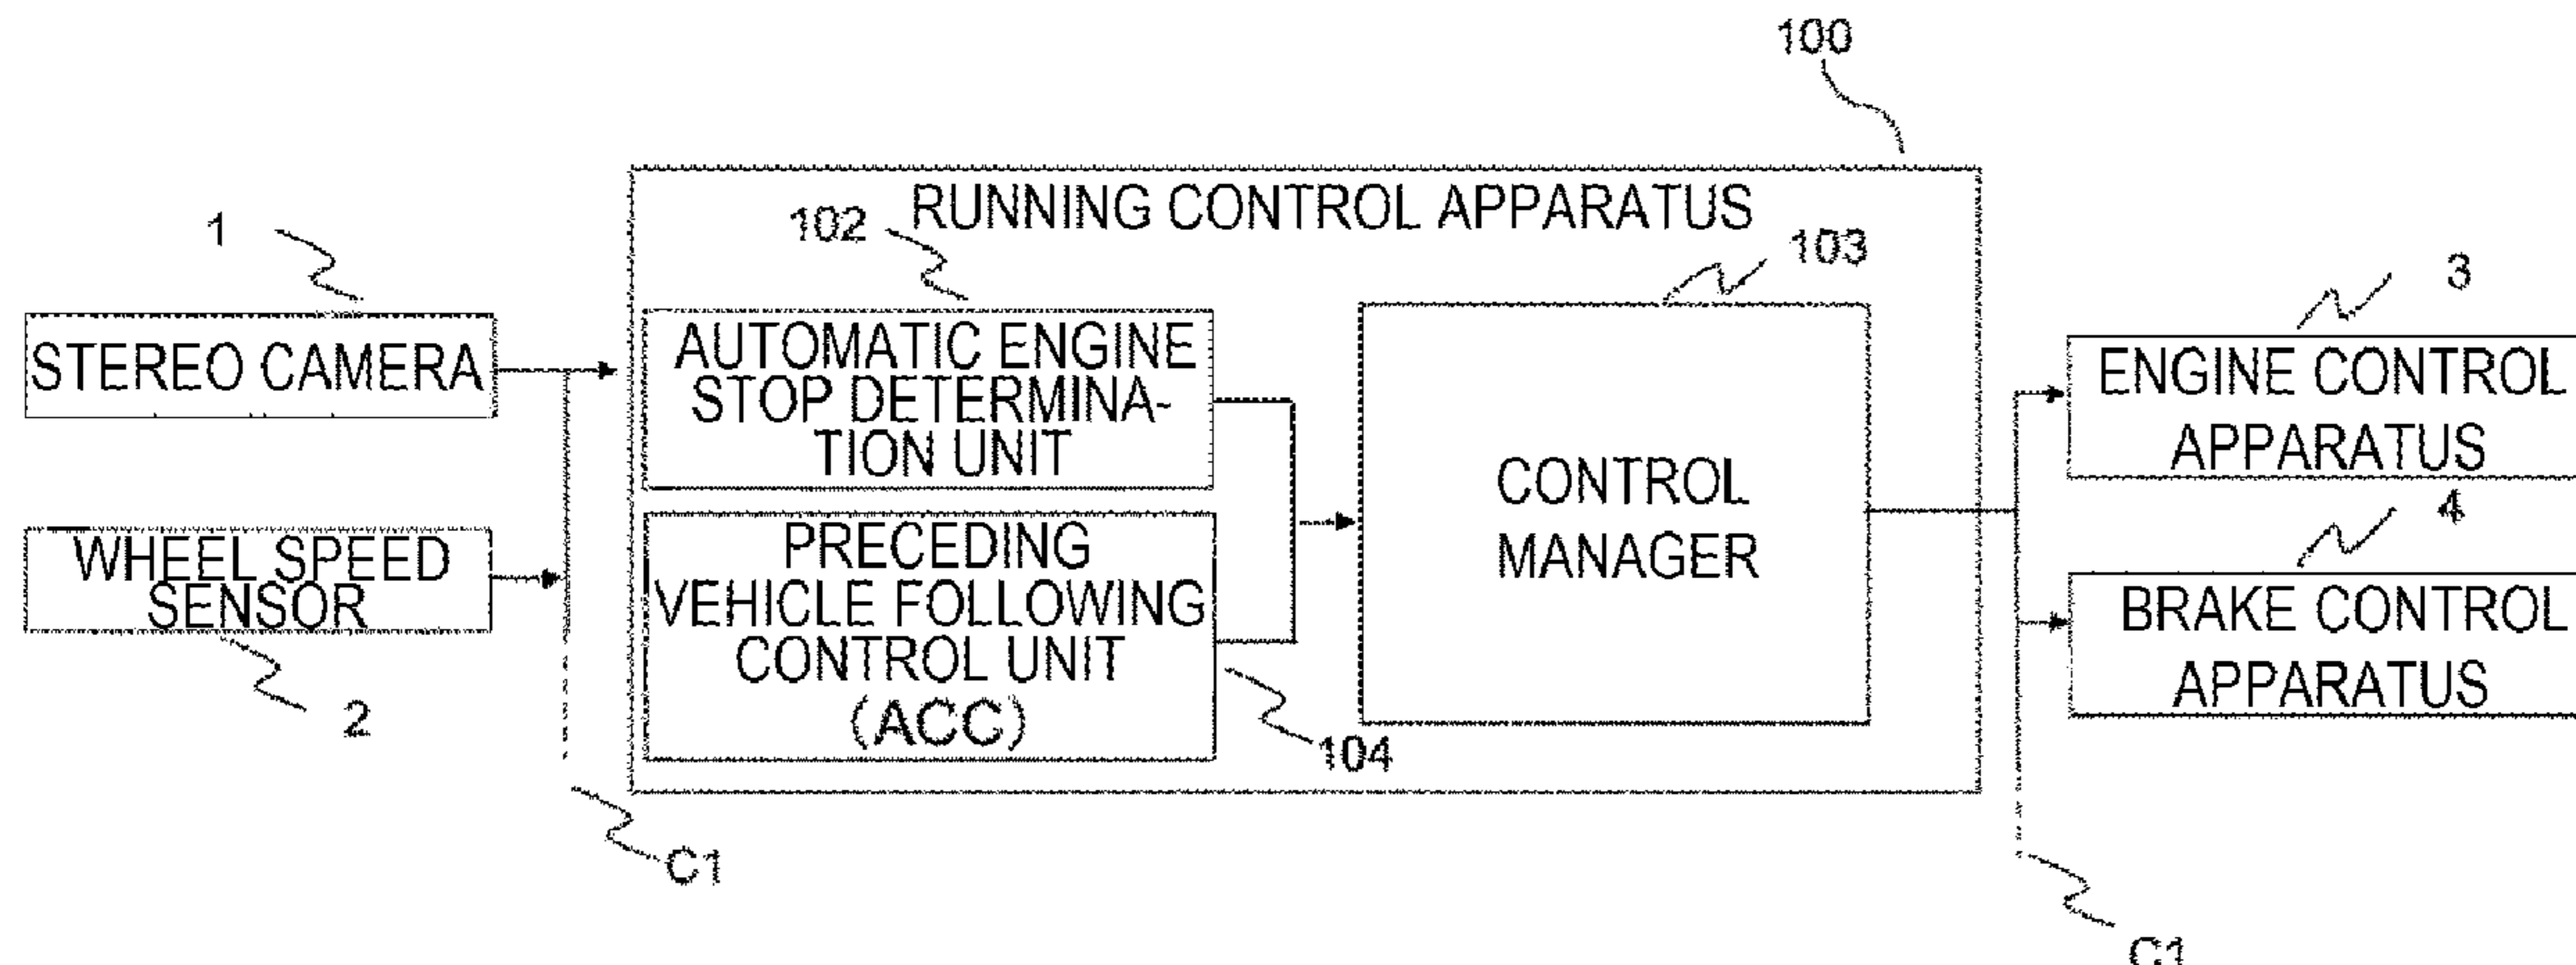 100
RUNNING CONTROL APPARATUS
1
102
103
3
STEREO CAMERA
AUTOMATIC ENGINE
STOP DETERMINA-
TION UNIT
ENGINE CONTROL
APPARATUS
CONTROL
MANAGER
4
WHEEL SPEED
SENSOR
2
PRECEDING
VEHICLE FOLLOWING
CONTROL UNIT
(ACC)
104
BRAKE CONTROL
APPARATUS
C1
C1